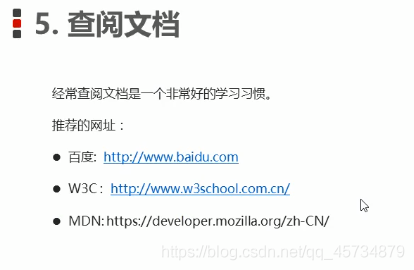 5. 查阅文档
经常查阅文档是一个非常好的学习习惯。
推荐的网址：
● 百度: http://www.baidu.com
● W3C : http://www.w3school.com.cn/
● MDN: https://developer.mozilla.org/zh-CN/
https://blog.csdn.net/qq_45734879